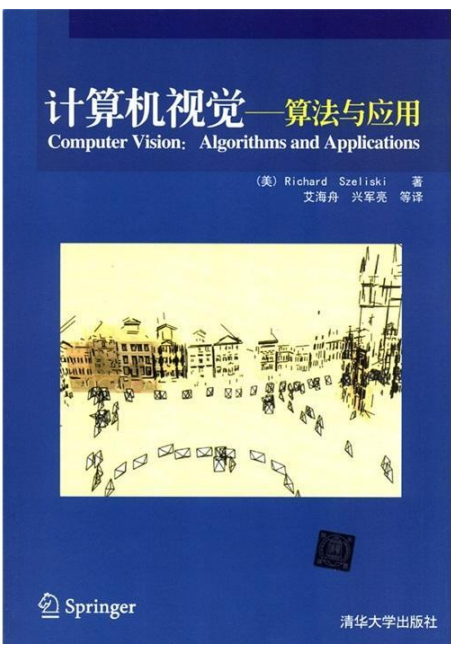 计算机视觉——算法与应用
Computer Vision: Algorithms and Applications
(美) Richard Szeliski 著
艾海舟 兴军亮 等译
Springer
清华大学出版社